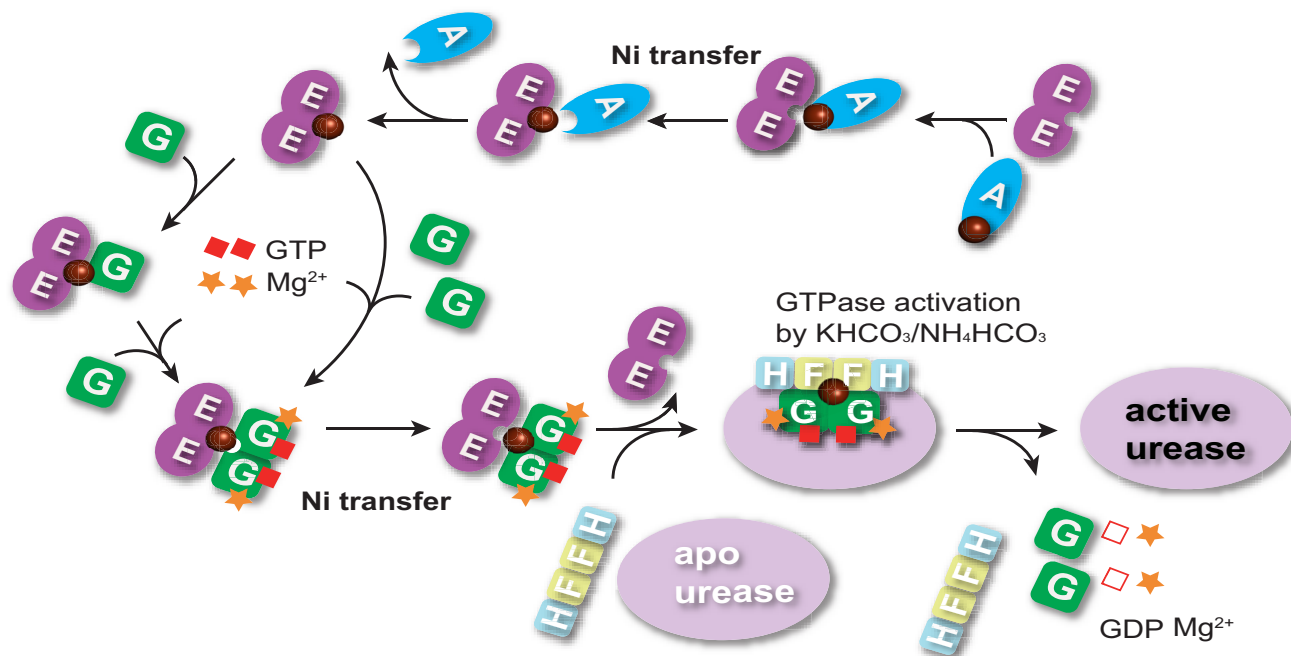 A
Ni transfer
E
E
E
E
A
E
E
A
E
E
G
A
E
E
G
G
GTP
Mg²⁺
G
G
E
E
G
G
Ni transfer
E
E
G
G
E
E
GTPase activation
by KHCO₃/NH₄HCO₃
H F F H
G G
active
urease
H
F
F
H
apo
urease
H
F
F
H
G
G
GDP Mg²⁺